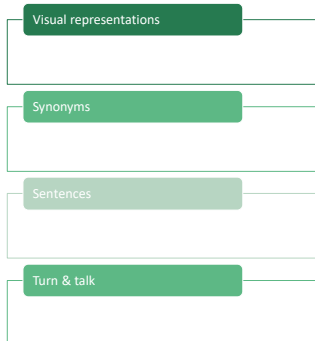 Visual representations
Synonyms
Sentences
Turn & talk